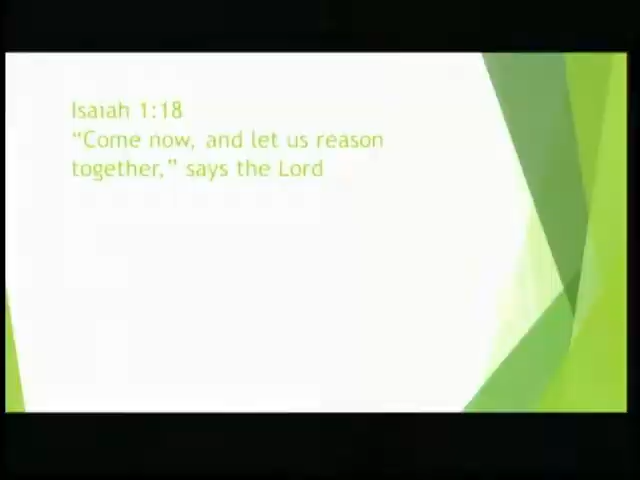 Isaiah 1:18
“Come now, and let us reason
together,” says the Lord